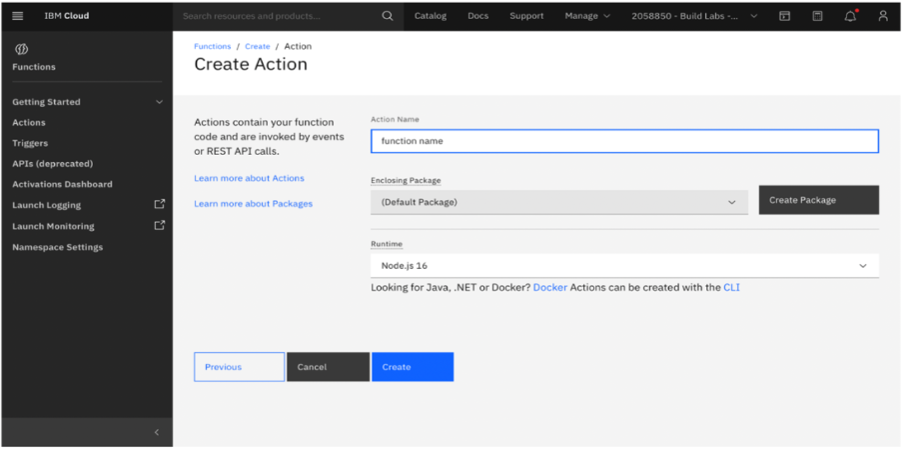 IBM Cloud
Search resources and products...
Catalog
Docs
Support
Manage
2058850 - Build Labs -...
Functions
Getting Started
Actions
Triggers
APIs (deprecated)
Activations Dashboard
Launch Logging
Launch Monitoring
Namespace Settings
Functions / Create / Action
Create Action
Actions contain your function
code and are invoked by events
or REST API calls.
Learn more about Actions
Learn more about Packages
Action Name
function name
Enclosing Package
(Default Package)
Create Package
Runtime
Node.js 16
Looking for Java, .NET or Docker? Docker Actions can be created with the CLI
Previous
Cancel
Create